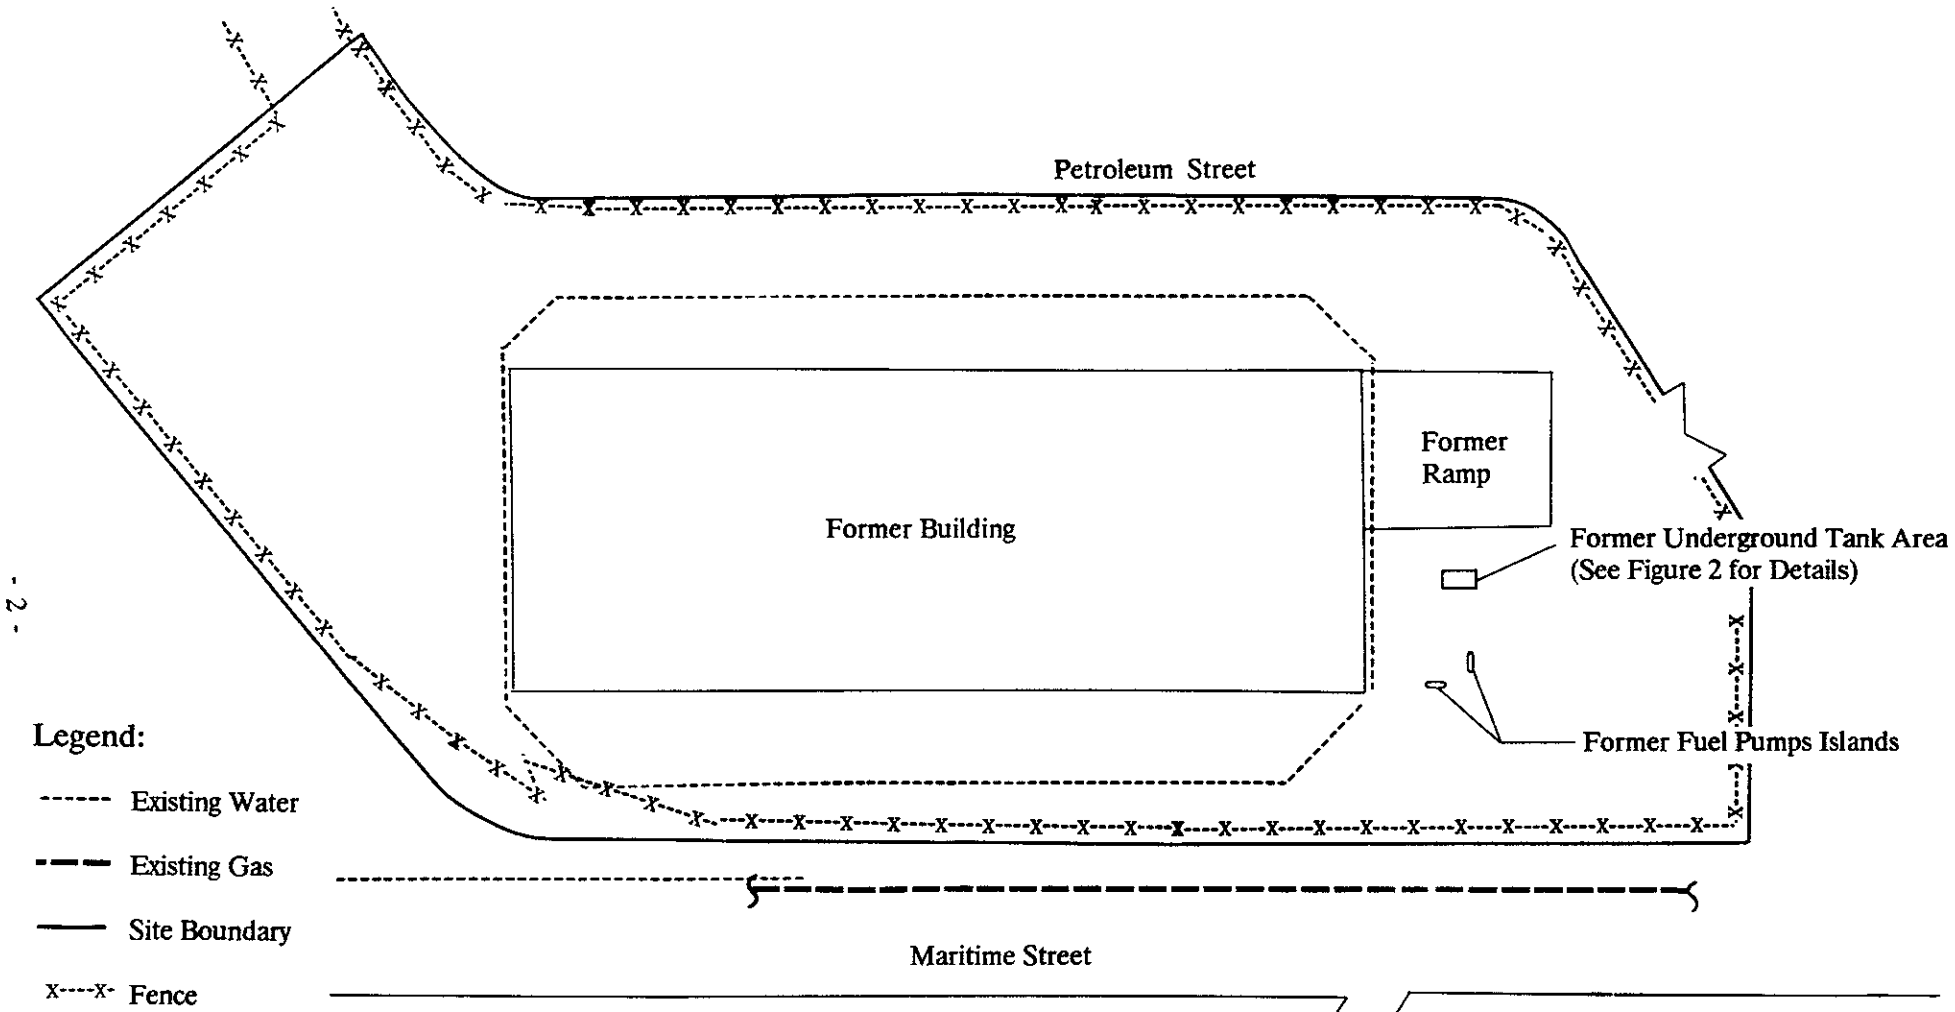 Petroleum Street
Former
Ramp
Former Building
Former Underground Tank Area
(See Figure 2 for Details)
- 2 -
Former Fuel Pumps Islands
Legend:
Existing Water
Existing Gas
Site Boundary
Maritime Street
X----X- Fence